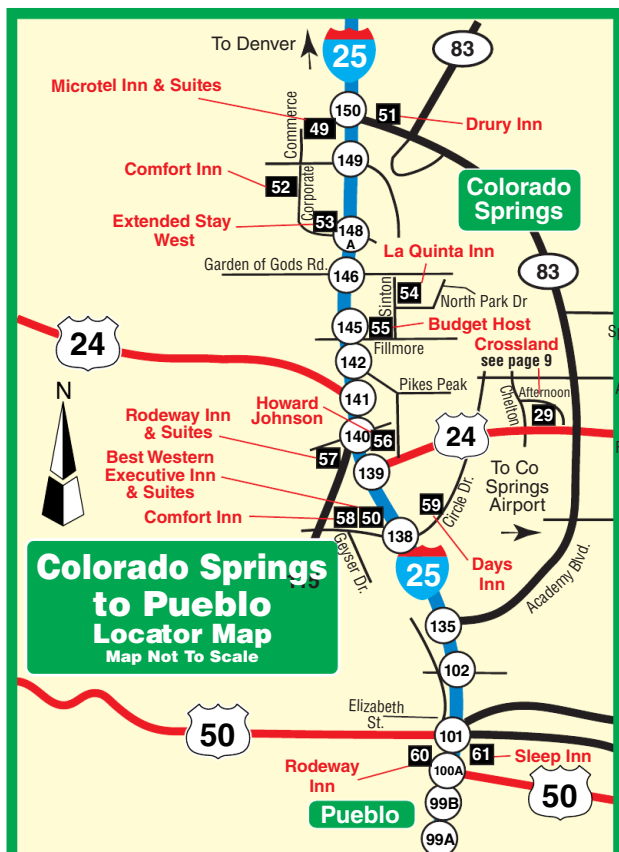 To Denver
25
83
Microtel Inn & Suites
150
51
Drury Inn
49
Commerce
149
Comfort Inn
52
Corporate
Colorado
Springs
Extended Stay
West
53
148
A
La Quinta Inn
83
Garden of Gods Rd.
146
Sinton
54
North Park Dr
145
55
Budget Host
24
Fillmore
Crossland
see page 9
142
Pikes Peak
Chelton
Afternoon
29
N
141
Howard
Johnson
Rodeway Inn
& Suites
140
56
24
57
Best Western
Executive Inn
& Suites
139
To Co
Springs
Airport
59
Circle Dr.
Comfort Inn
58
50
138
Geyser Dr.
Days
Inn
25
Academy Blvd.
Colorado Springs
to Pueblo
Locator Map
Map Not To Scale
135
102
Elizabeth
St.
50
101
60
61
Sleep Inn
Rodeway
Inn
100A
50
Pueblo
99B
99A